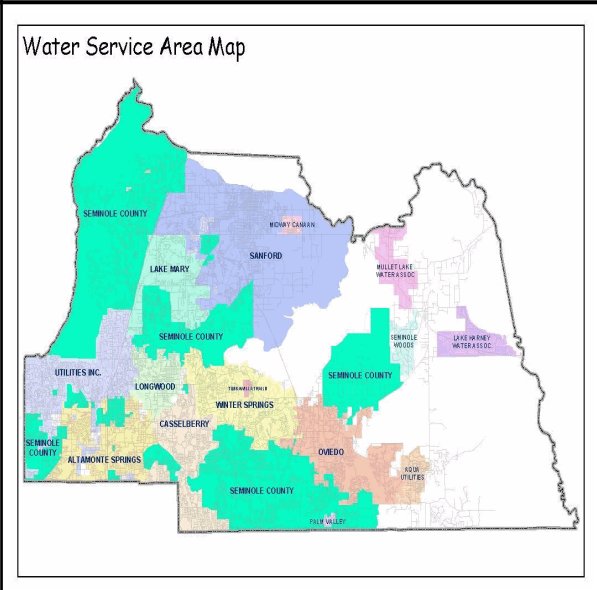 Water Service Area Map
SEMINOLE COUNTY
MIDWAY CANAAN
SANFORD
LAKE MARY
MULLET LAKE
WATER ASSOC
SEMINOLE COUNTY
SEMINOLE
WOODS
LAKE HARNEY
WATER ASSOC.
UTILITIES INC.
LONGWOOD
SEMINOLE COUNTY
WINTER SPRINGS
CASSELBERRY
SEMINOLE
COUNTY
ALTAMONTE SPRINGS
OVIEDO
AQUA
UTILITIES
SEMINOLE COUNTY
PALM VALLEY